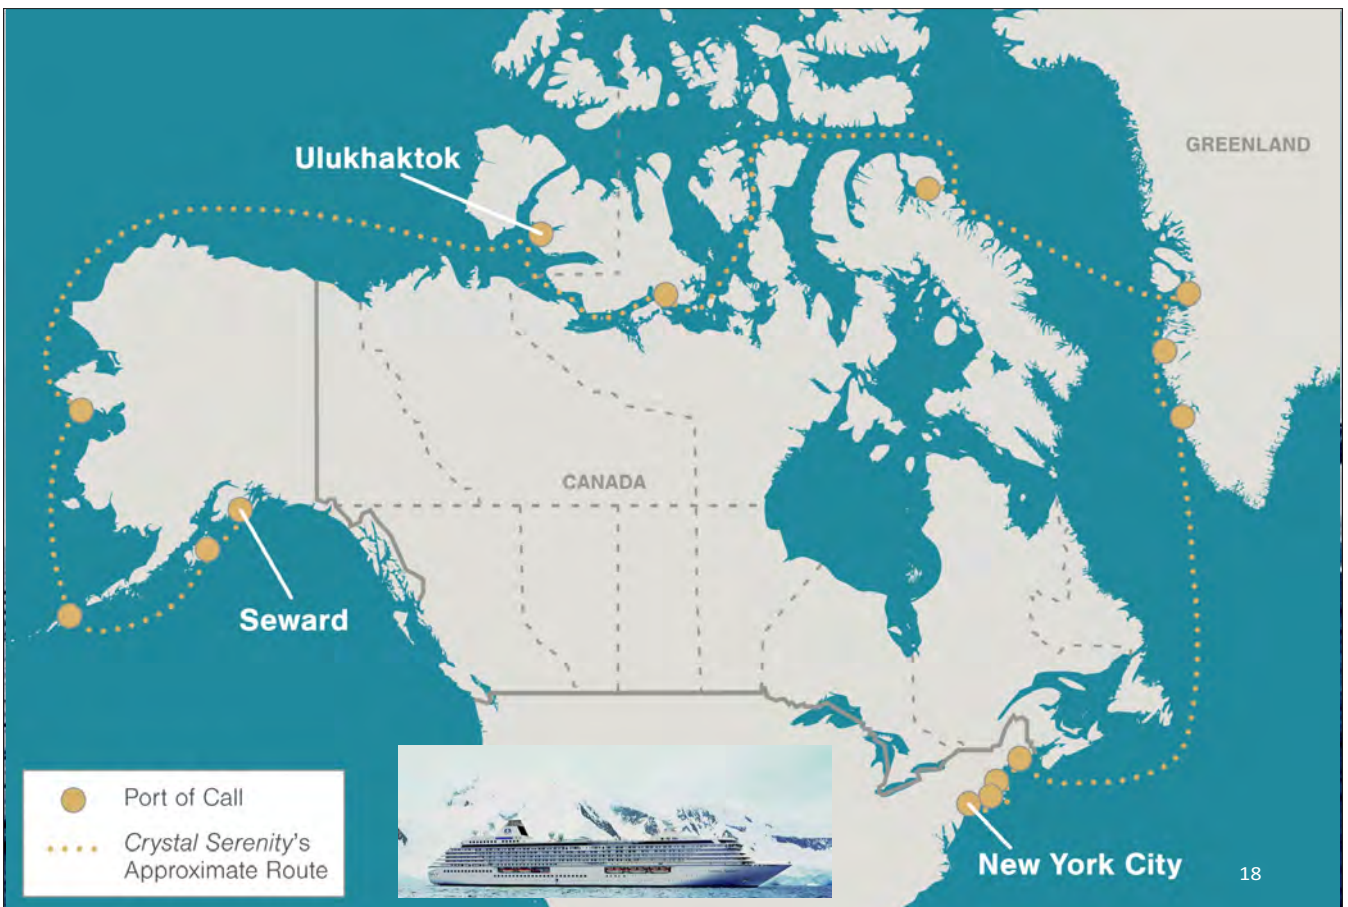 GREENLAND
Ulukhaktok
CANADA
Seward
Port of Call
Crystal Serenity's
Approximate Route
New York City
18